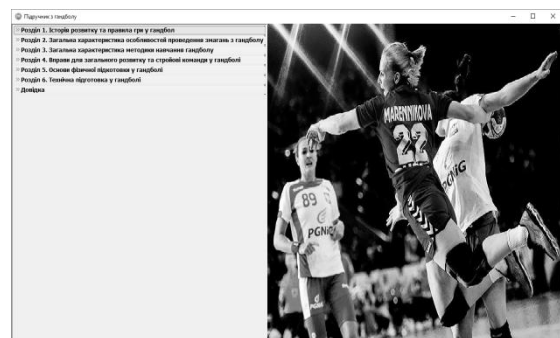 Підручник з гандболу
Розділ 1. Історія розвитку та правила гри у гандбол
Розділ 2. Загальна характеристика особливостей проведення змагань з гандболу
Розділ 3. Загальна характеристика методики навчання гандболу
Розділ 4. Вправи для загального розвитку та стройові команди у гандболі
Розділ 5. Основи фізичної підготовки у гандболі
Розділ 6. Технічна підготовка у гандболі
Довідка
MARENNIKOVA
22
89
PGNiG
PGNiG